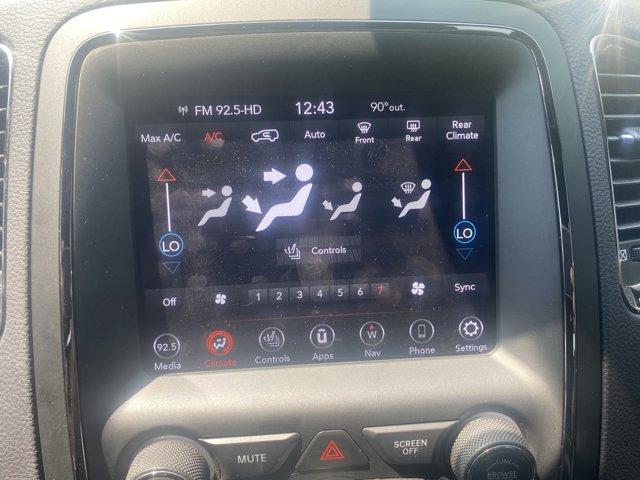 FM 92.5-HD 12:43 90° out.
Max A/C A/C Auto Front Rear Rear Climate
LO LO
Controls
Off 1 2 3 4 5 6 7 Sync
92.5 W
Media Climate Controls Apps Nav Phone Settings
MUTE SCREEN OFF
TUNE
BROWSE